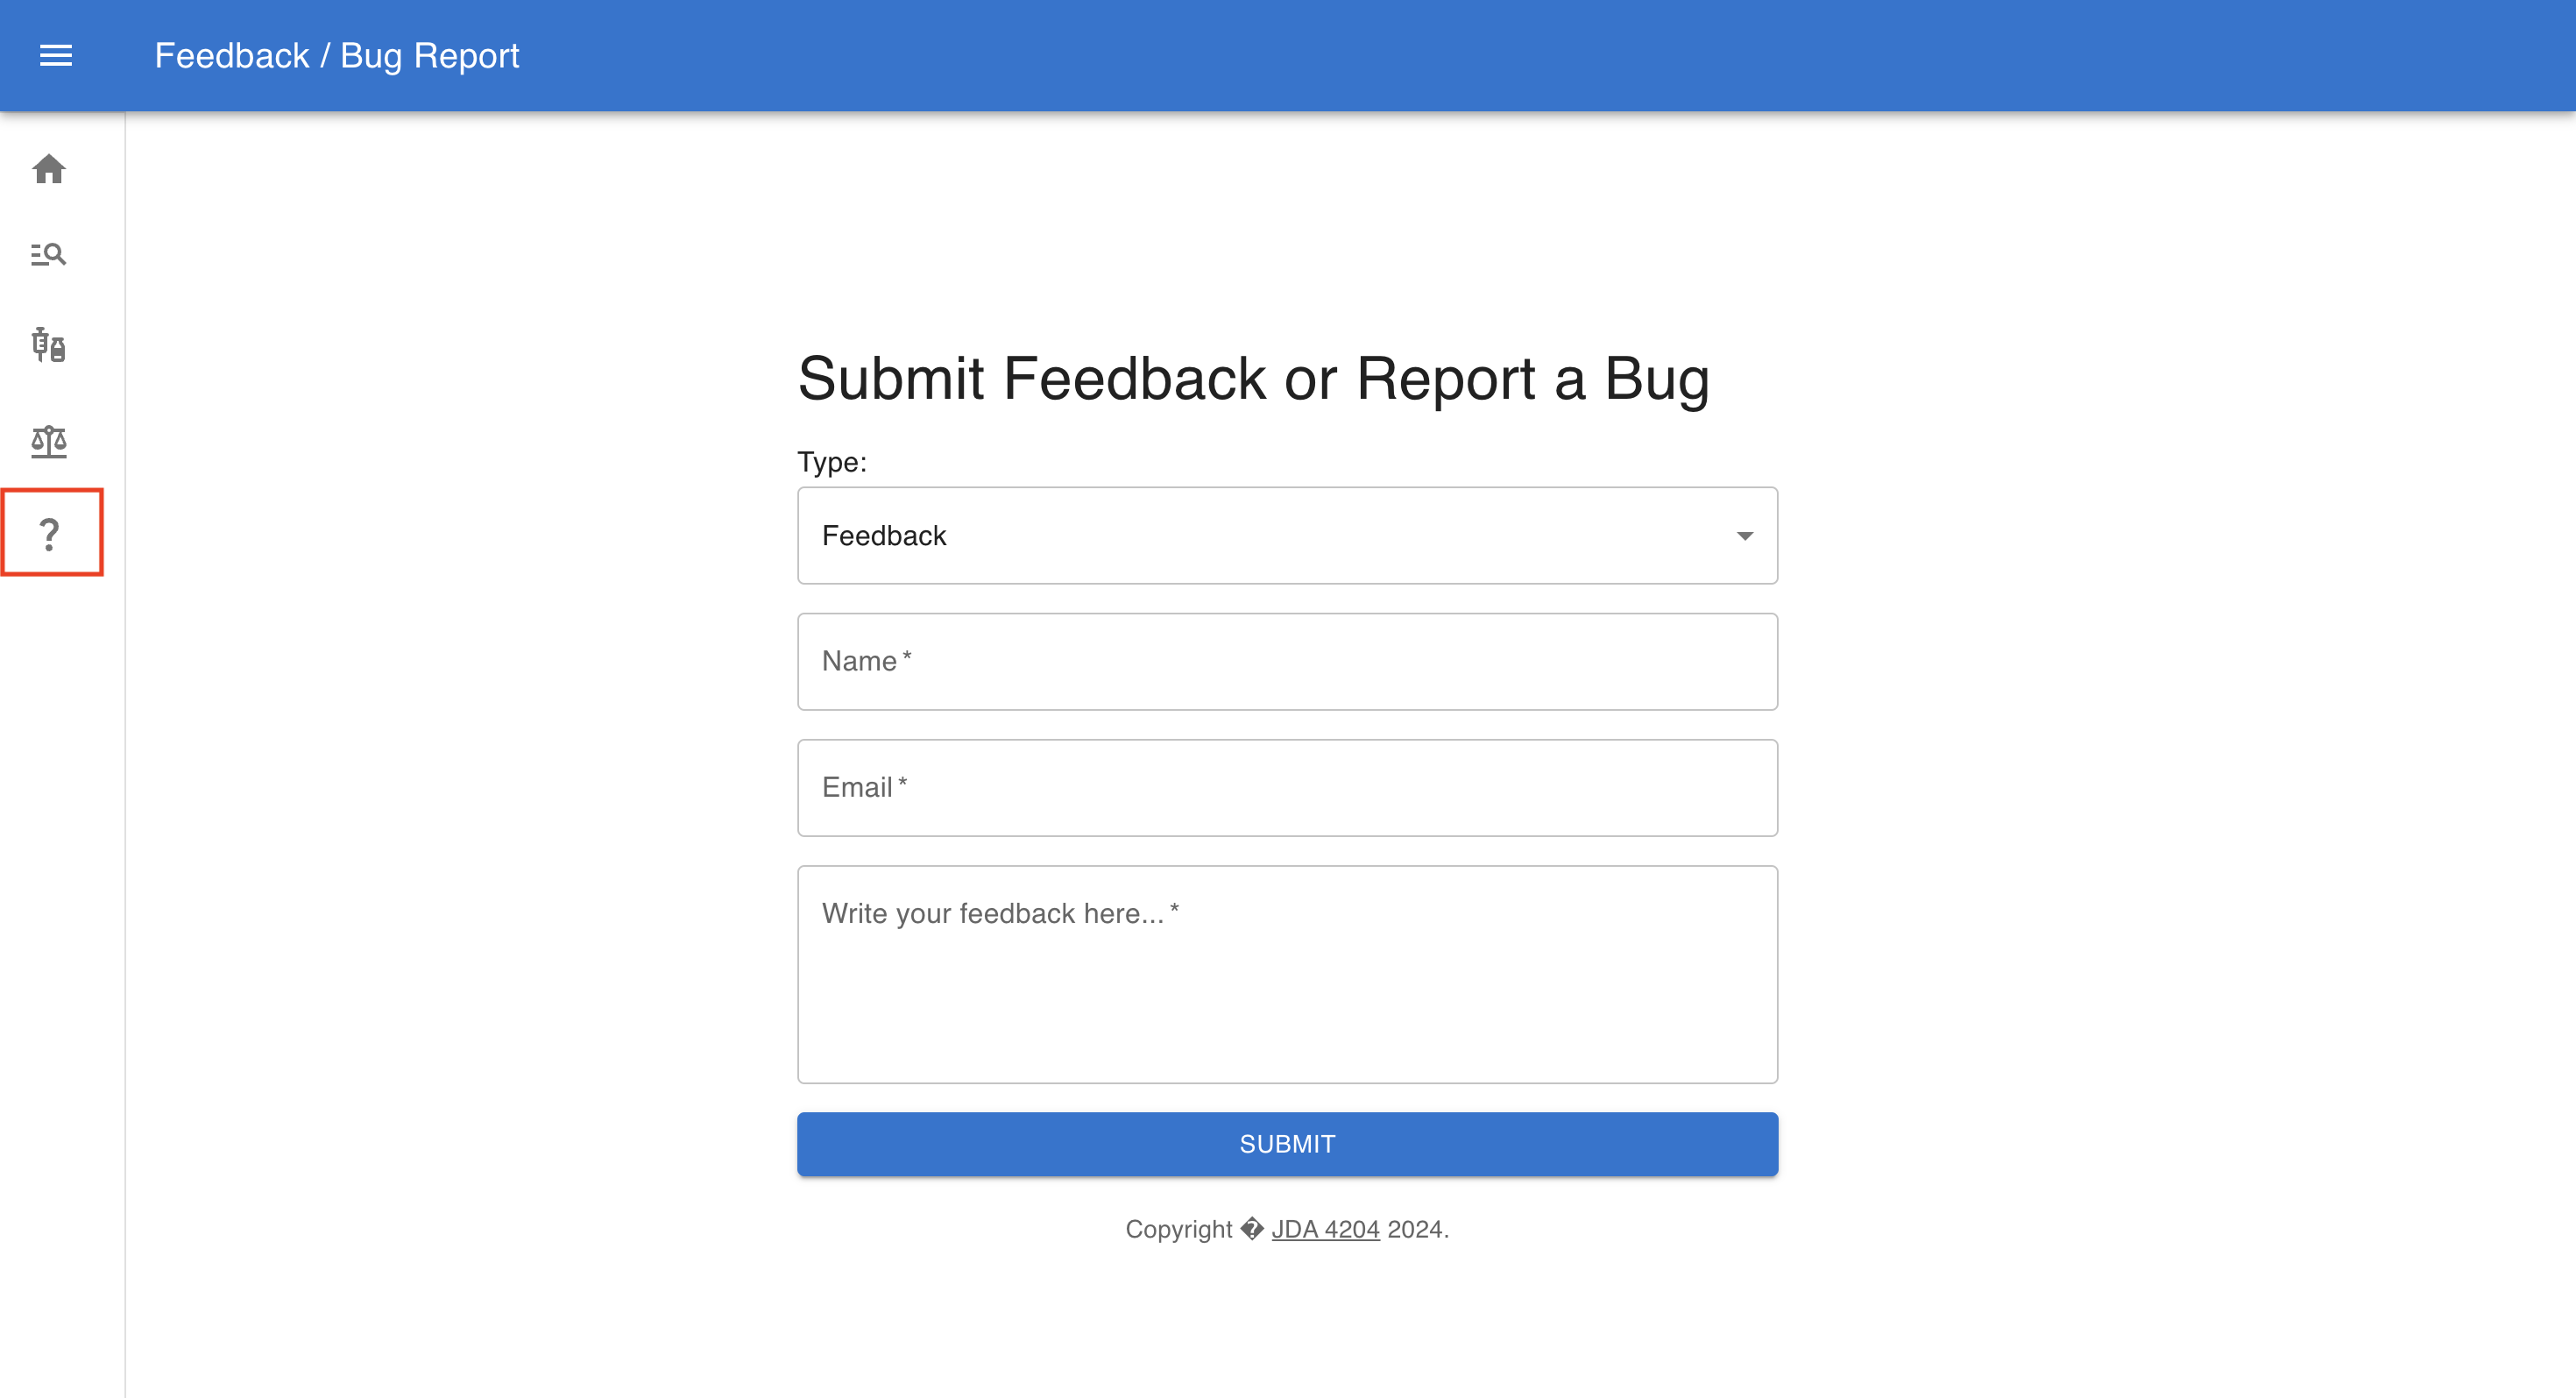 Feedback / Bug Report
?
Submit Feedback or Report a Bug
Type:
Feedback
Name *
Email *
Write your feedback here... *
SUBMIT
Copyright � JDA 4204 2024.